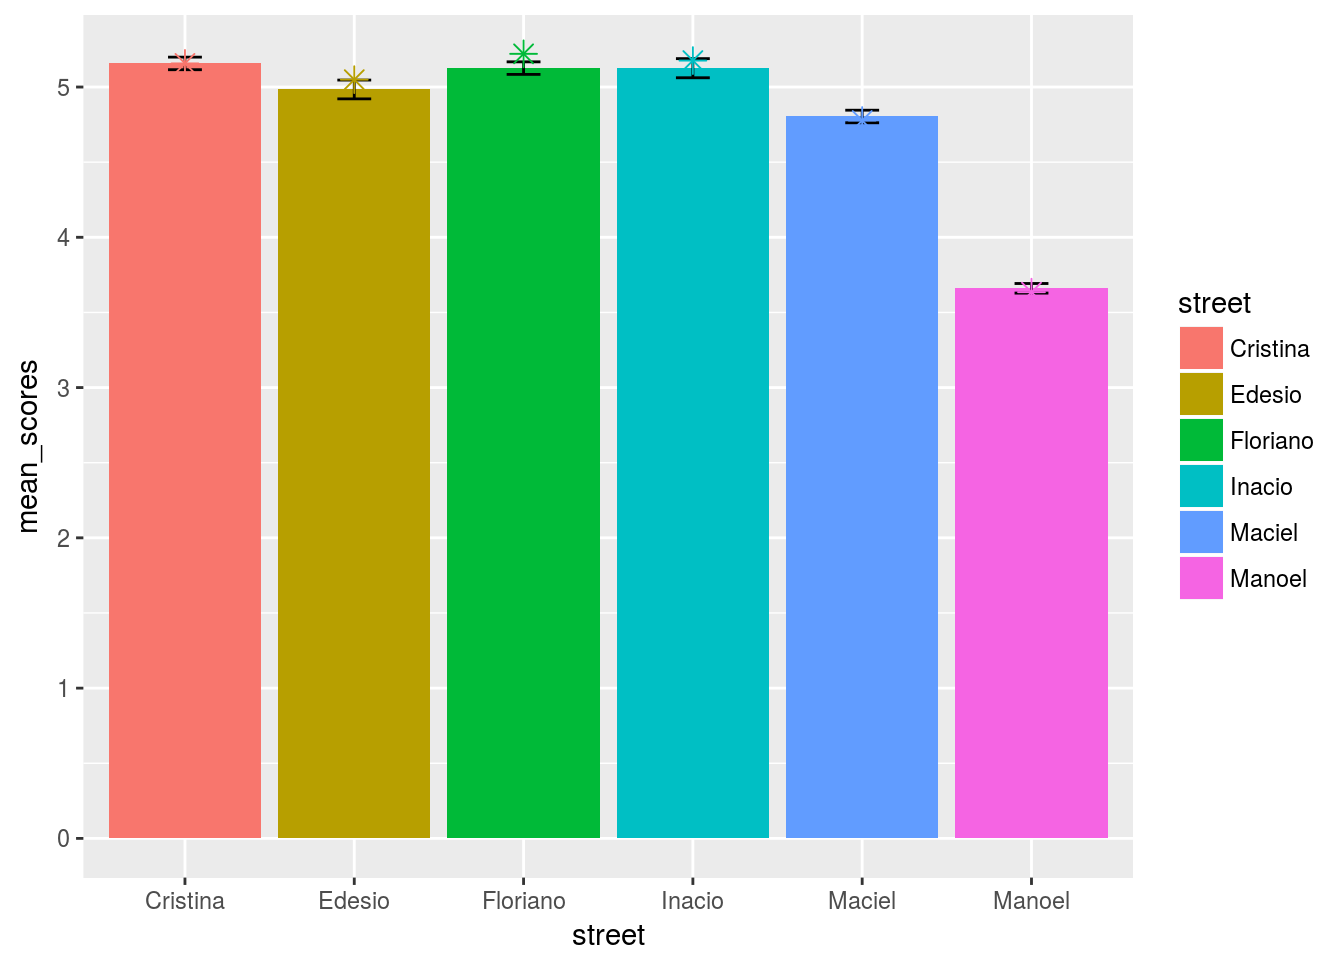 mean_scores
5
4
3
2
1
0
Cristina Edesio Floriano Inacio Maciel Manoel
street
street
Cristina
Edesio
Floriano
Inacio
Maciel
Manoel